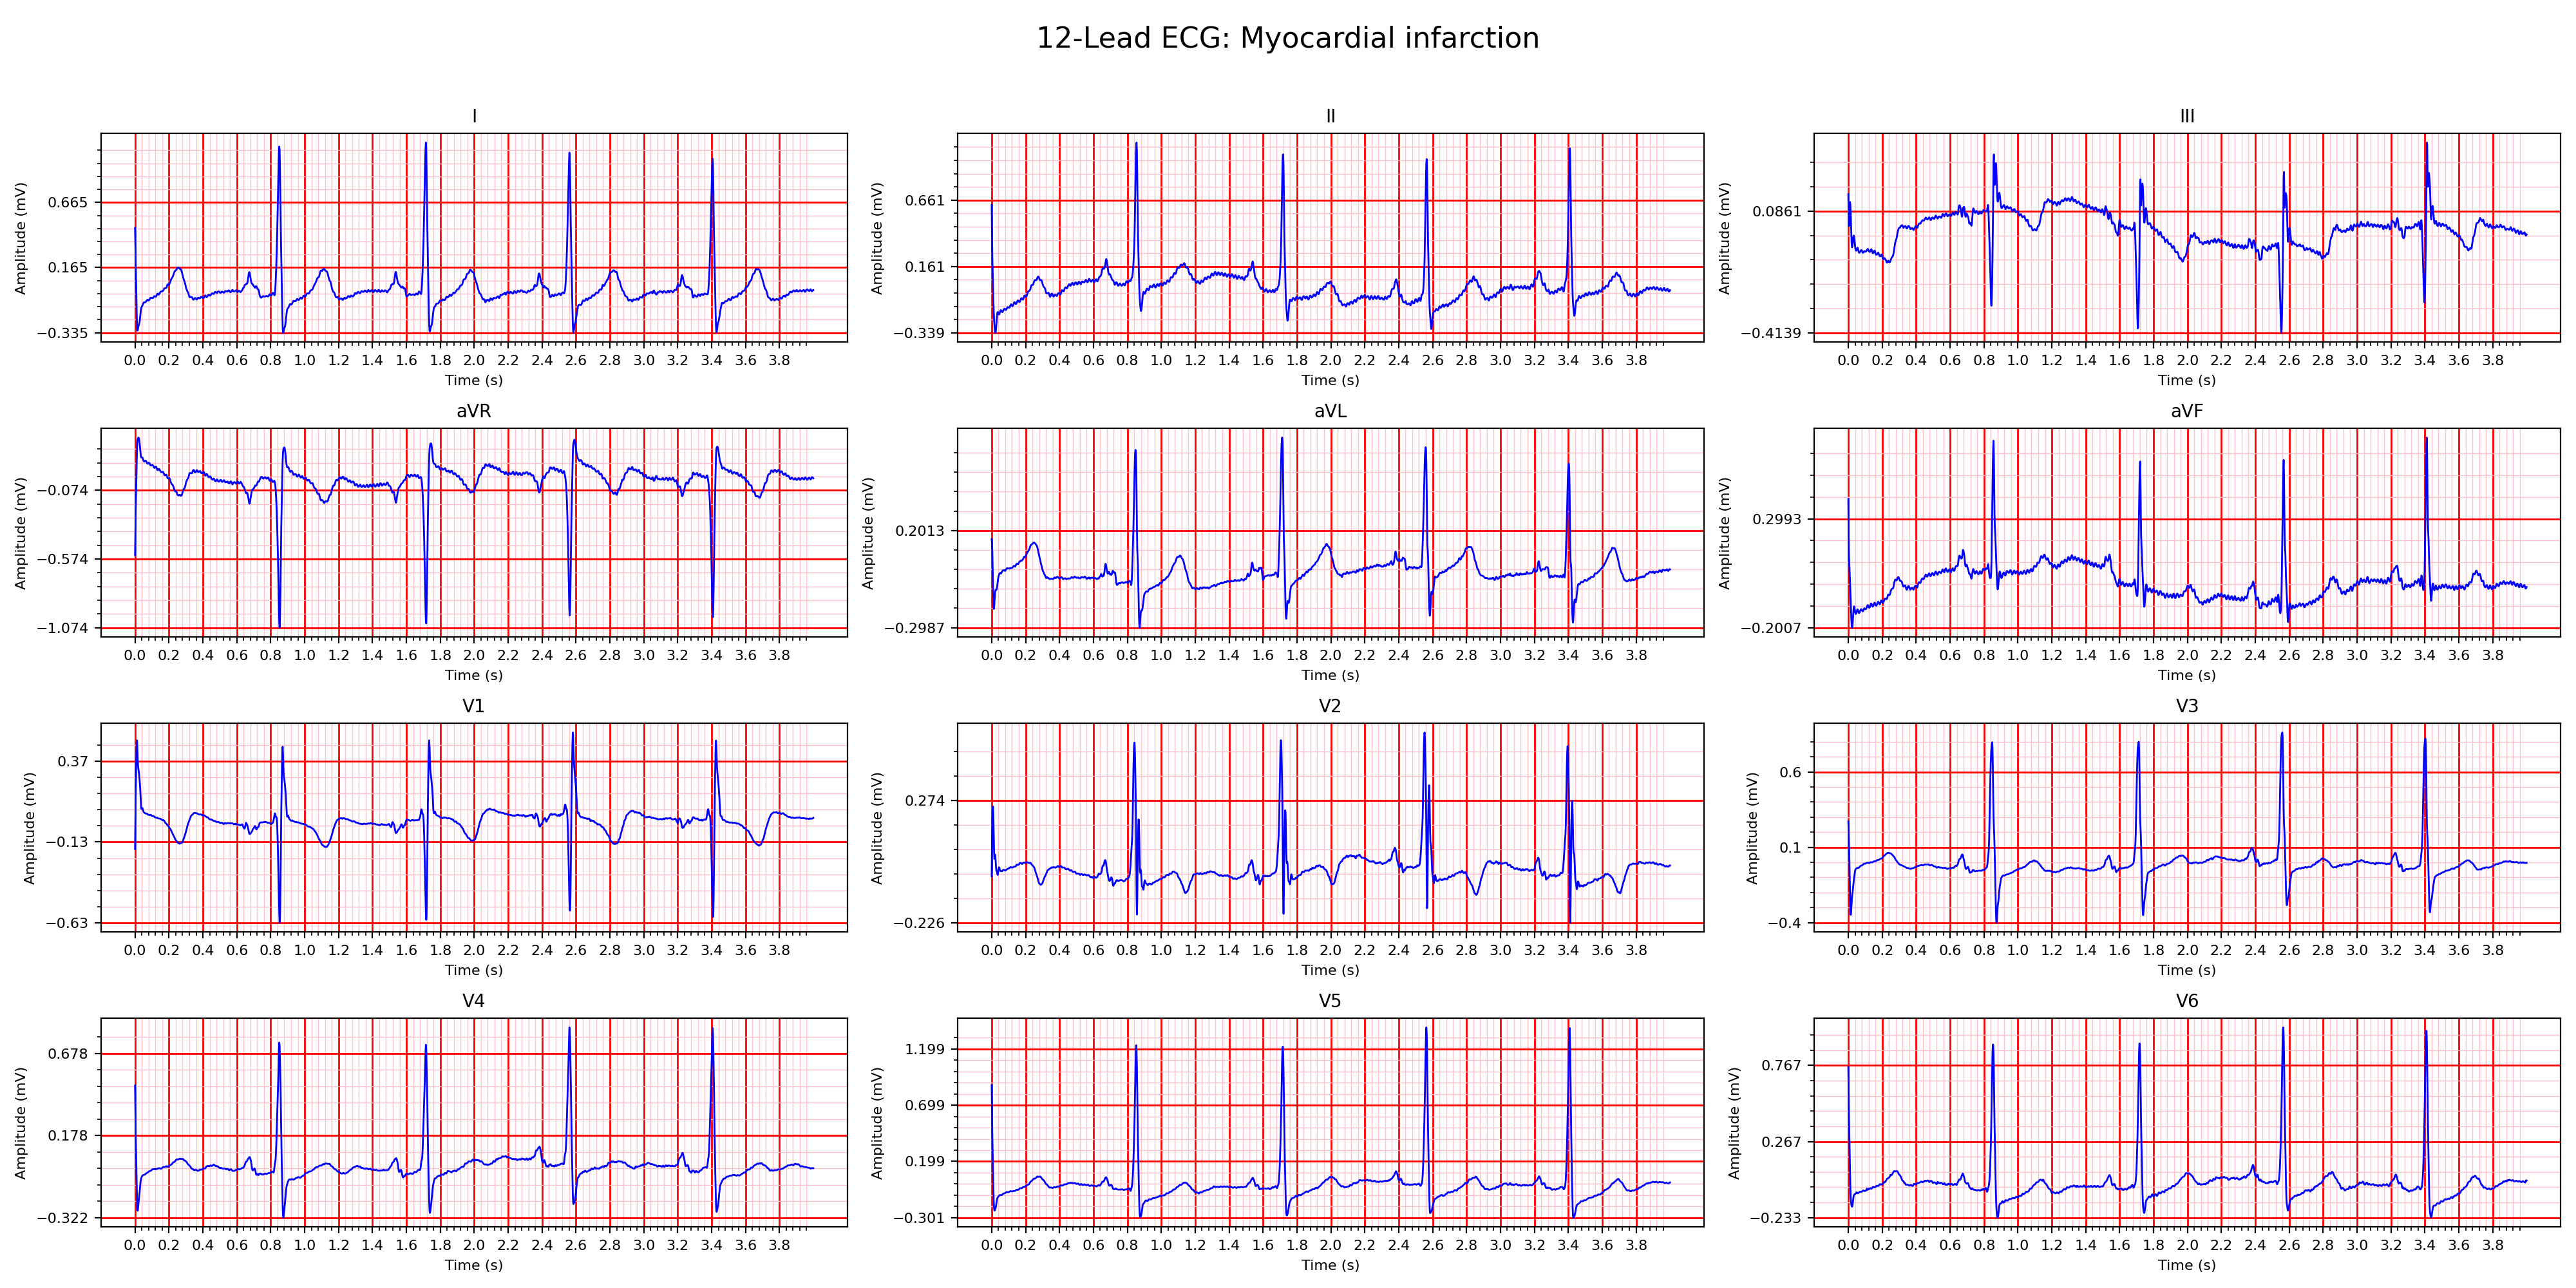 12-Lead ECG: Myocardial infarction
I
Amplitude (mV)
0.665
0.165
−0.335
0.0 0.2 0.4 0.6 0.8 1.0 1.2 1.4 1.6 1.8 2.0 2.2 2.4 2.6 2.8 3.0 3.2 3.4 3.6 3.8
Time (s)
II
Amplitude (mV)
0.661
0.161
−0.339
0.0 0.2 0.4 0.6 0.8 1.0 1.2 1.4 1.6 1.8 2.0 2.2 2.4 2.6 2.8 3.0 3.2 3.4 3.6 3.8
Time (s)
III
Amplitude (mV)
0.0861
−0.4139
0.0 0.2 0.4 0.6 0.8 1.0 1.2 1.4 1.6 1.8 2.0 2.2 2.4 2.6 2.8 3.0 3.2 3.4 3.6 3.8
Time (s)
aVR
Amplitude (mV)
−0.074
−0.574
−1.074
0.0 0.2 0.4 0.6 0.8 1.0 1.2 1.4 1.6 1.8 2.0 2.2 2.4 2.6 2.8 3.0 3.2 3.4 3.6 3.8
Time (s)
aVL
Amplitude (mV)
0.2013
−0.2987
0.0 0.2 0.4 0.6 0.8 1.0 1.2 1.4 1.6 1.8 2.0 2.2 2.4 2.6 2.8 3.0 3.2 3.4 3.6 3.8
Time (s)
aVF
Amplitude (mV)
0.2993
−0.2007
0.0 0.2 0.4 0.6 0.8 1.0 1.2 1.4 1.6 1.8 2.0 2.2 2.4 2.6 2.8 3.0 3.2 3.4 3.6 3.8
Time (s)
V1
Amplitude (mV)
0.37
−0.13
−0.63
0.0 0.2 0.4 0.6 0.8 1.0 1.2 1.4 1.6 1.8 2.0 2.2 2.4 2.6 2.8 3.0 3.2 3.4 3.6 3.8
Time (s)
V2
Amplitude (mV)
0.274
−0.226
0.0 0.2 0.4 0.6 0.8 1.0 1.2 1.4 1.6 1.8 2.0 2.2 2.4 2.6 2.8 3.0 3.2 3.4 3.6 3.8
Time (s)
V3
Amplitude (mV)
0.6
0.1
−0.4
0.0 0.2 0.4 0.6 0.8 1.0 1.2 1.4 1.6 1.8 2.0 2.2 2.4 2.6 2.8 3.0 3.2 3.4 3.6 3.8
Time (s)
V4
Amplitude (mV)
0.678
0.178
−0.322
0.0 0.2 0.4 0.6 0.8 1.0 1.2 1.4 1.6 1.8 2.0 2.2 2.4 2.6 2.8 3.0 3.2 3.4 3.6 3.8
Time (s)
V5
Amplitude (mV)
1.199
0.699
0.199
−0.301
0.0 0.2 0.4 0.6 0.8 1.0 1.2 1.4 1.6 1.8 2.0 2.2 2.4 2.6 2.8 3.0 3.2 3.4 3.6 3.8
Time (s)
V6
Amplitude (mV)
0.767
0.267
−0.233
0.0 0.2 0.4 0.6 0.8 1.0 1.2 1.4 1.6 1.8 2.0 2.2 2.4 2.6 2.8 3.0 3.2 3.4 3.6 3.8
Time (s)